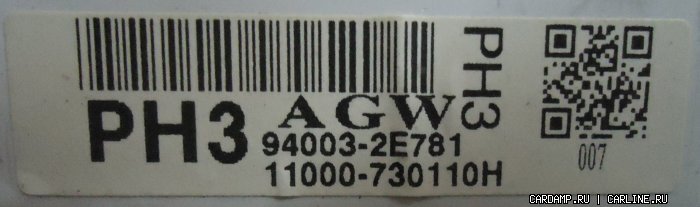 PH3
AGW
PH3
94003-2E781
11000-730110H
007
CARDAMP.RU | CARLINE.RU